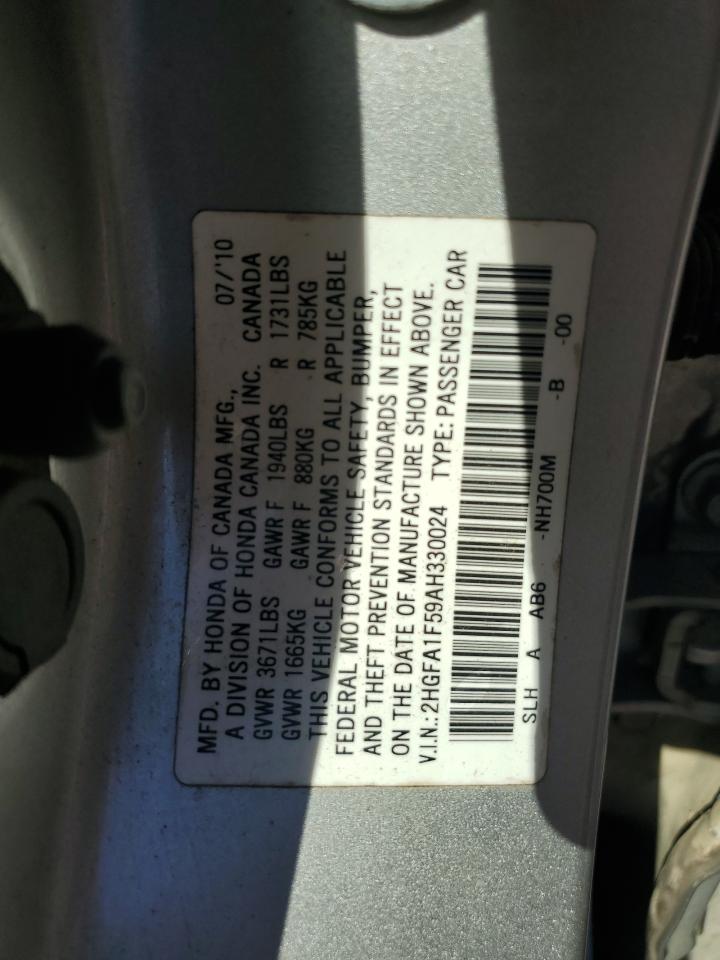 MFD. BY HONDA OF CANADA MFG., 07/'10
A DIVISION OF HONDA CANADA INC. CANADA
GVWR 3671LBS GAWR F 1940LBS R 1731LBS
GVWR 1665KG GAWR F 880KG R 785KG
THIS VEHICLE CONFORMS TO ALL APPLICABLE
FEDERAL MOTOR VEHICLE SAFETY, BUMPER,
AND THEFT PREVENTION STANDARDS IN EFFECT
ON THE DATE OF MANUFACTURE SHOWN ABOVE.
V.I.N.: 2HGFA1F59AH330024 TYPE: PASSENGER CAR
SLH A AB6 -NH700M -B -00